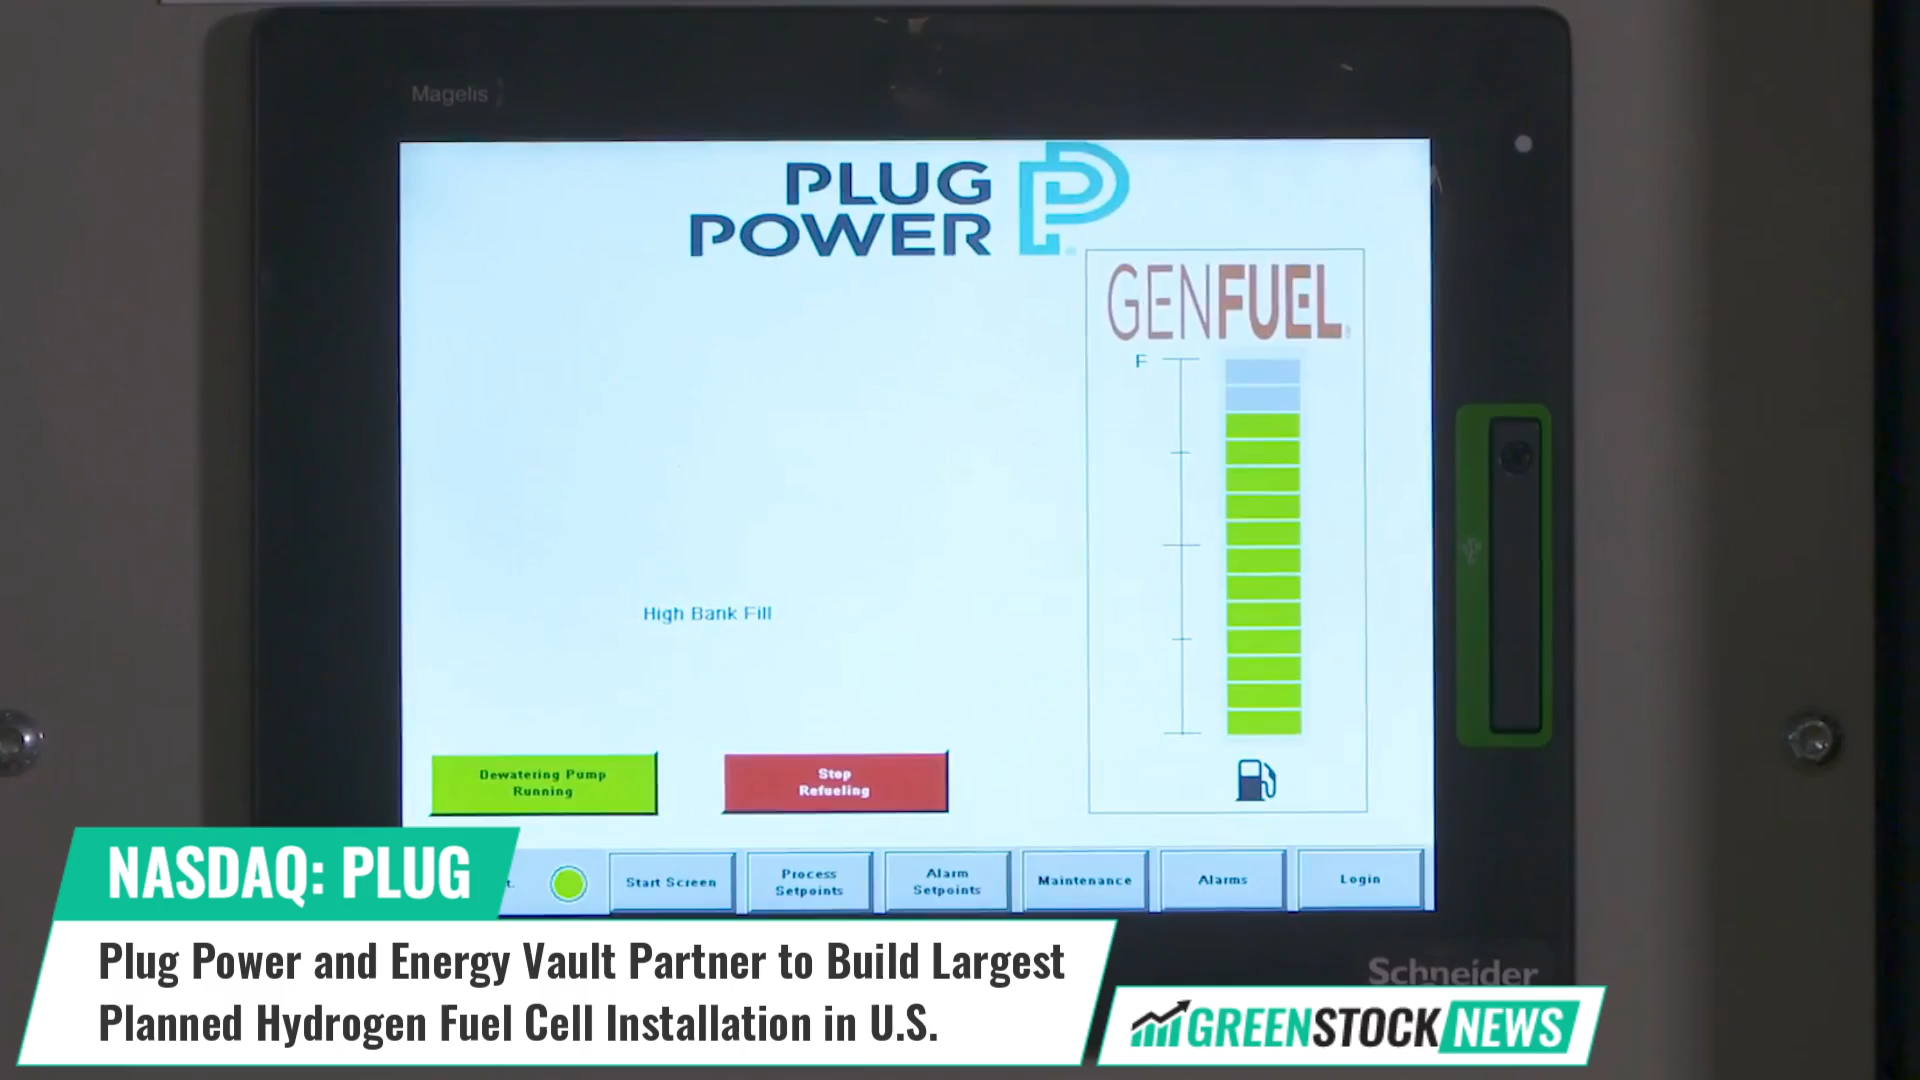 Magelis
PLUG
POWER
GENFUEL
F
High Bank Fill
Dewatering Pump
Running
Stop
Refueling
Start Screen
Process
Setpoints
Alarm
Setpoints
Maintenance
Alarms
Login
Schneider
NASDAQ: PLUG
Plug Power and Energy Vault Partner to Build Largest
Planned Hydrogen Fuel Cell Installation in U.S.
GREENSTOCK NEWS